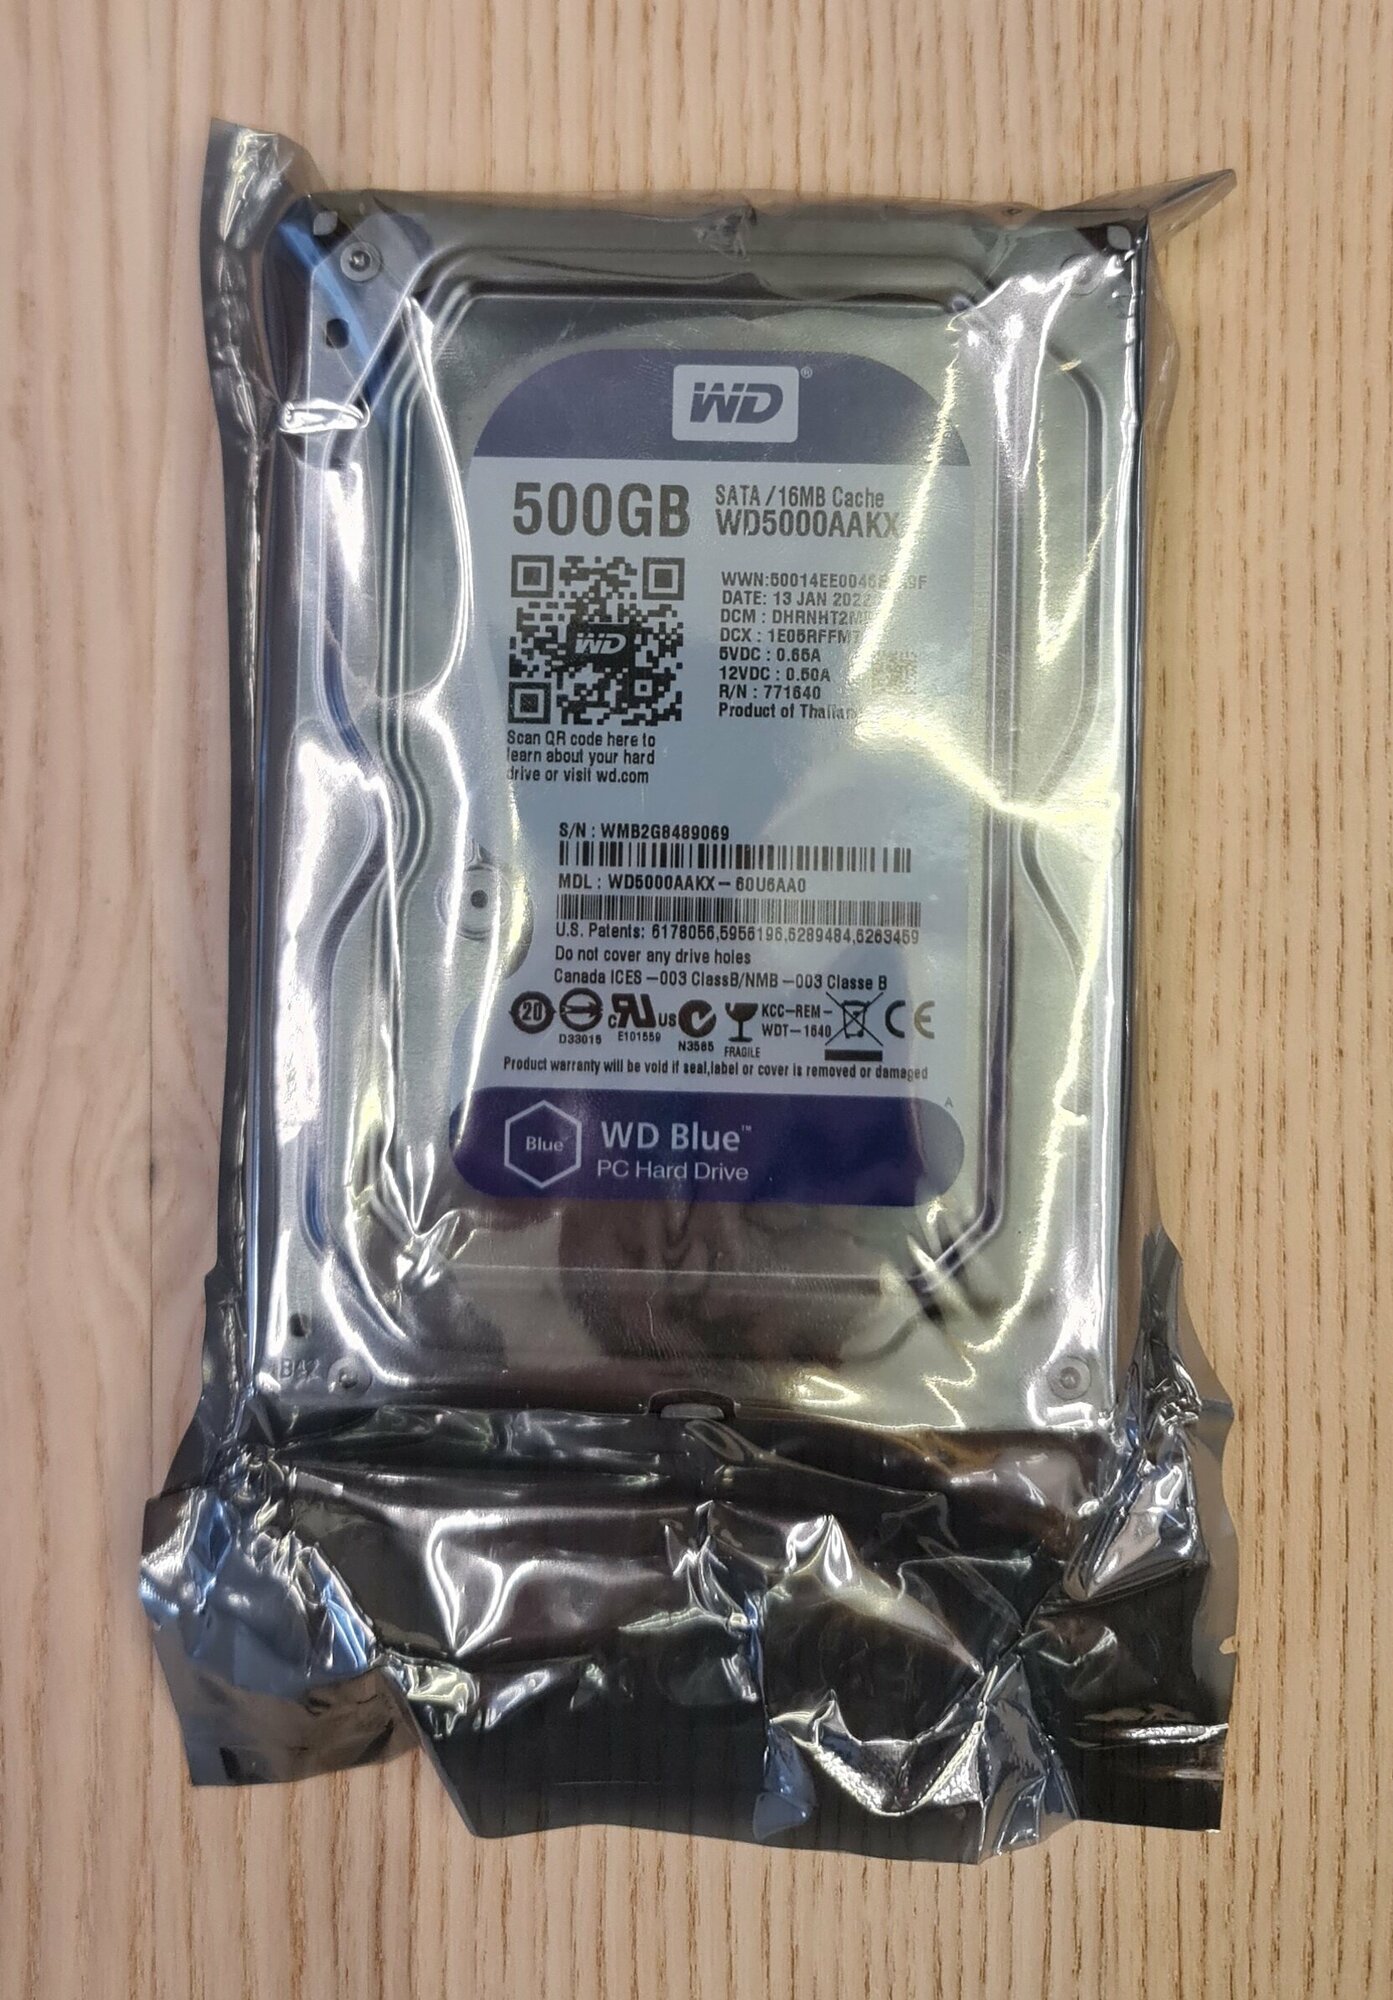 WD®
500GB
SATA / 16MB Cache
WD5000AAKX
WD
DATE: 13 JAN 2022
DCM :
DCX :
5VDC : 0.65A
12VDC : 0.50A
R/N : 771640
Product of
Scan QR code here to
learn about your hard
drive or visit wd.com
S/N : WMB2G8489069
MDL : WD5000AAKX – 60U6AA0
U.S. Patents: 6178056,5956196,6289484,6263459
Do not cover any drive holes
Canada ICES –003 ClassB/NMB –003 Classe B
20
D33015
c UR US
E101559
N3565
FRAGILE
KCC–REM–
WDT–1640
CE
Product warranty will be void if seal,label or cover is removed or damaged
A
Blue
WD Blue™
PC Hard Drive
BA2